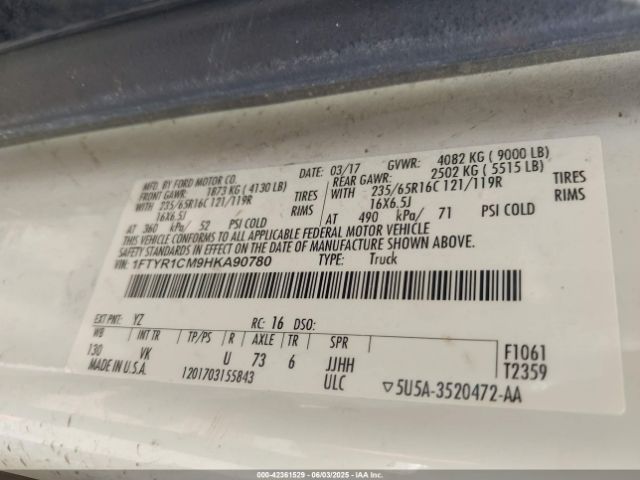 MFD. BY FORD MOTOR CO.
DATE: 03/17 GVWR: 4082 KG ( 9000 LB)
FRONT GAWR: 1873 KG ( 4130 LB)
REAR GAWR: 2502 KG ( 5515 LB)
WITH 235/65R16C 121/119R TIRES
WITH 235/65R16C 121/119R TIRES
16X6.5J RIMS
16X6.5J RIMS
AT 360 kPa/ 52 PSI COLD
AT 490 kPa/ 71 PSI COLD
THIS VEHICLE CONFORMS TO ALL APPLICABLE FEDERAL MOTOR VEHICLE
SAFETY STANDARDS IN EFFECT ON THE DATE OF MANUFACTURE SHOWN ABOVE.
VIN: 1FTYR1CM9HKA90780 TYPE: Truck
EXT PNT: YZ RC: 16 DSO:
WB INT TR TP/PS R AXLE TR SPR
130 VK U 73 6 JJHH F1061
MADE IN U.S.A. 1201703155843 ULC T2359
▽5U5A-3520472-AA
000-42361529 - 06/03/2025 - IAAI.COM